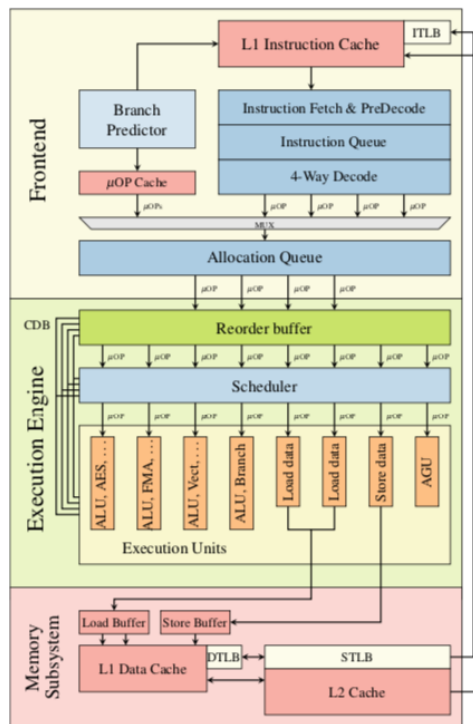 ITLB
L1 Instruction Cache
Frontend
Branch
Predictor
Instruction Fetch & PreDecode
Instruction Queue
μOP Cache
4-Way Decode
μOPs
μOP
μOP
μOP
μOP
MUX
Allocation Queue
μOP
μOP
μOP
μOP
Execution Engine
CDB
Reorder buffer
μOP
μOP
μOP
μOP
μOP
μOP
μOP
μOP
Scheduler
μOP
μOP
μOP
μOP
μOP
μOP
μOP
μOP
ALU, AES, . . .
ALU, FMA, . . .
ALU, Vect, . . .
ALU, Branch
Load data
Load data
Store data
AGU
Execution Units
Memory
Subsystem
Load Buffer
Store Buffer
L1 Data Cache
DTLB
STLB
L2 Cache